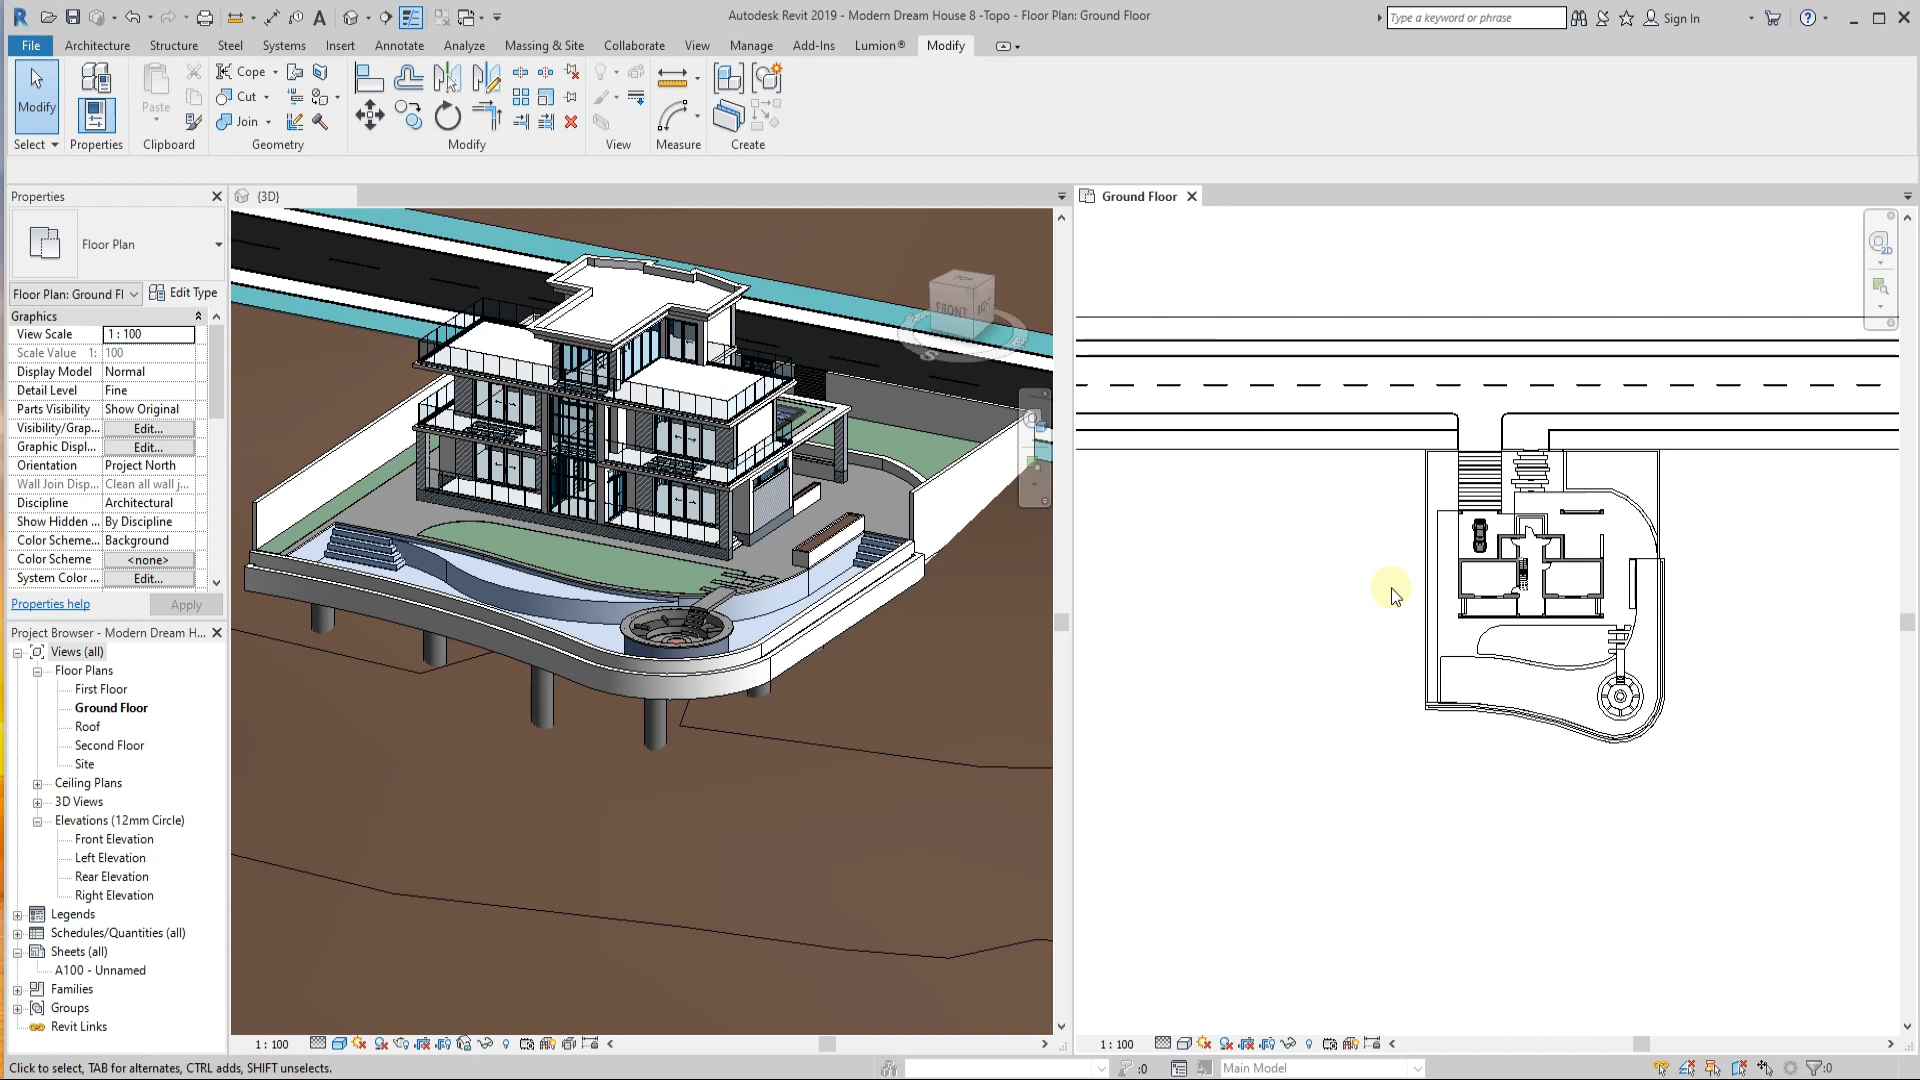 Autodesk Revit 2019 - Modern Dream House 8 -Topo - Floor Plan: Ground Floor
Type a keyword or phrase
Sign In
File Architecture Structure Steel Systems Insert Annotate Analyze Massing & Site Collaborate View Manage Add-Ins Lumion® Modify
Modify
Paste
Cope
Cut
Join
Select Properties Clipboard Geometry Modify View Measure Create
Properties
{3D}
Ground Floor
Floor Plan
Floor Plan: Ground Fl
Edit Type
Graphics
View Scale 1 : 100
Scale Value 1: 100
Display Model Normal
Detail Level Fine
Parts Visibility Show Original
Visibility/Grap... Edit...
Graphic Displ... Edit...
Orientation Project North
Wall Join Disp... Clean all wall j...
Discipline Architectural
Show Hidden ... By Discipline
Color Scheme... Background
Color Scheme <none>
System Color ... Edit...
Properties help
Apply
Project Browser - Modern Dream H...
Views (all)
Floor Plans
First Floor
Ground Floor
Roof
Second Floor
Site
Ceiling Plans
3D Views
Elevations (12mm Circle)
Front Elevation
Left Elevation
Rear Elevation
Right Elevation
Legends
Schedules/Quantities (all)
Sheets (all)
A100 - Unnamed
Families
Groups
Revit Links
TOP
FRONT
S
2D
1 : 100
1 : 100
Click to select, TAB for alternates, CTRL adds, SHIFT unselects.
:0
Main Model
:0